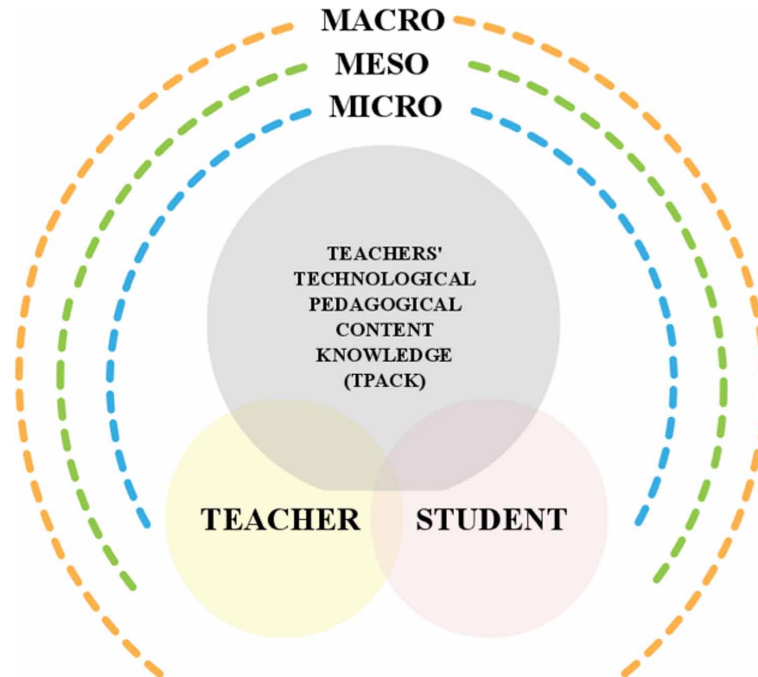 MACRO
MESO
MICRO
TEACHERS'
TECHNOLOGICAL
PEDAGOGICAL
CONTENT
KNOWLEDGE
(TPACK)
TEACHER
STUDENT